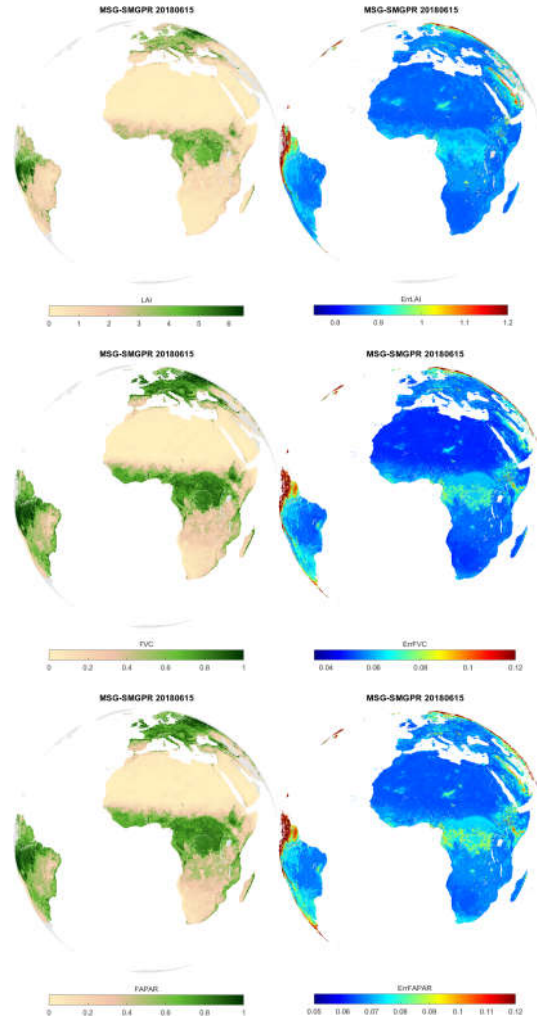 MSG-SMGPR 20180615 MSG-SMGPR 20180615
LAI ErrLAI
0 1 2 3 4 5 6 0.8 0.9 1 1.1 1.2
MSG-SMGPR 20180615 MSG-SMGPR 20180615
FVC ErrFVC
0 0.2 0.4 0.6 0.8 1 0.04 0.06 0.08 0.1 0.12
MSG-SMGPR 20180615 MSG-SMGPR 20180615
FAPAR ErrFAPAR
0 0.2 0.4 0.6 0.8 1 0.05 0.06 0.07 0.08 0.09 0.1 0.11 0.12